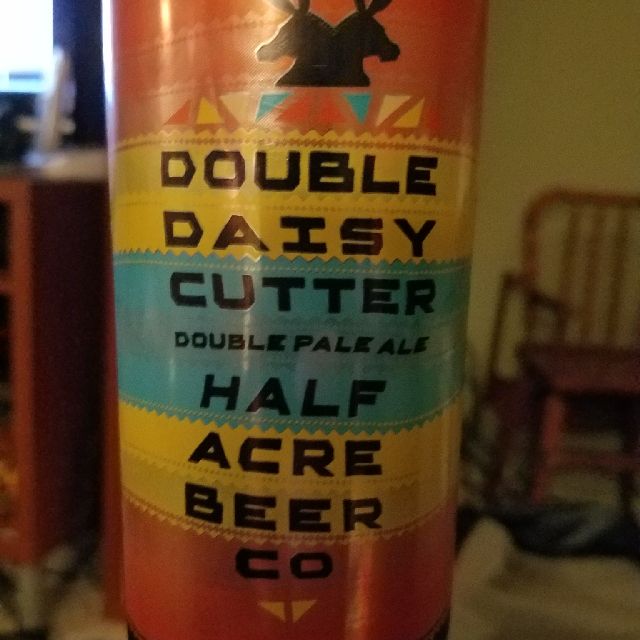 DOUBLE
DAISY
CUTTER
DOUBLE PALE ALE
HALF
ACRE
BEER
CO